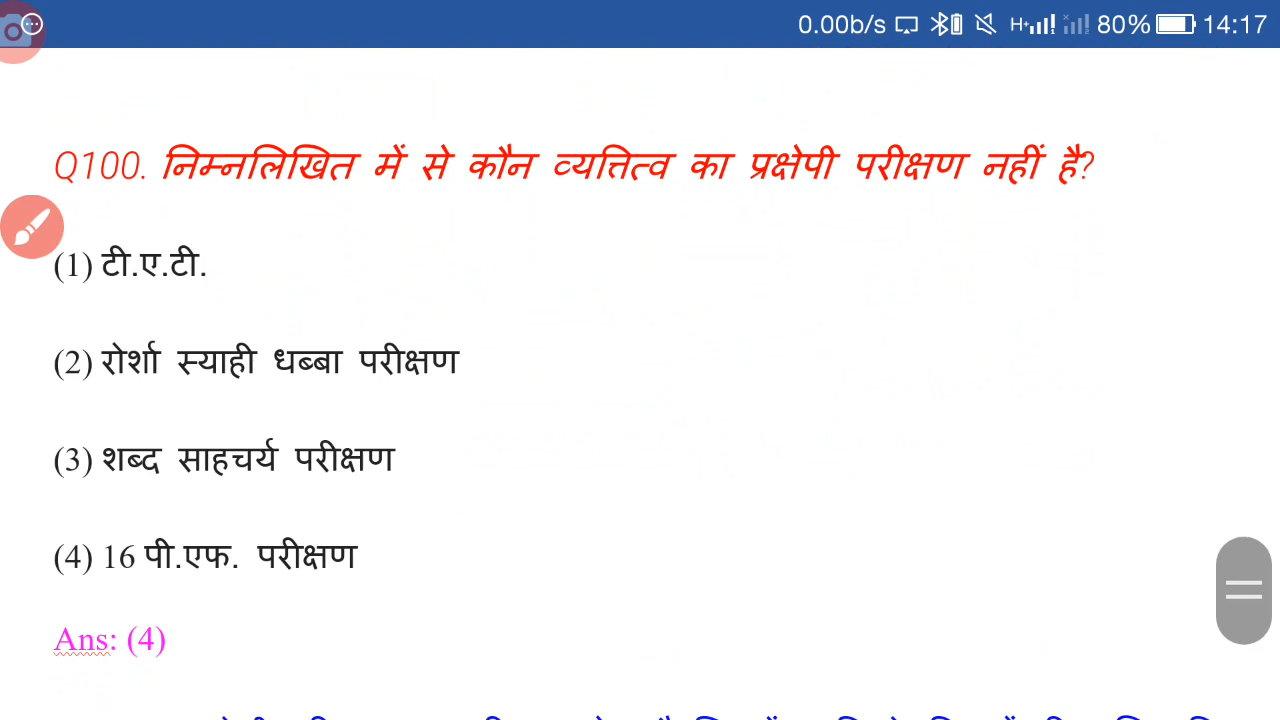 0.00b/s H+ 80% 14:17
Q100. निम्नलिखित में से कौन व्यत्तित्व का प्रक्षेपी परीक्षण नहीं है?
(1) टी.ए.टी.
(2) रोर्शा स्याही धब्बा परीक्षण
(3) शब्द साहचर्य परीक्षण
(4) 16 पी.एफ. परीक्षण
Ans: (4)